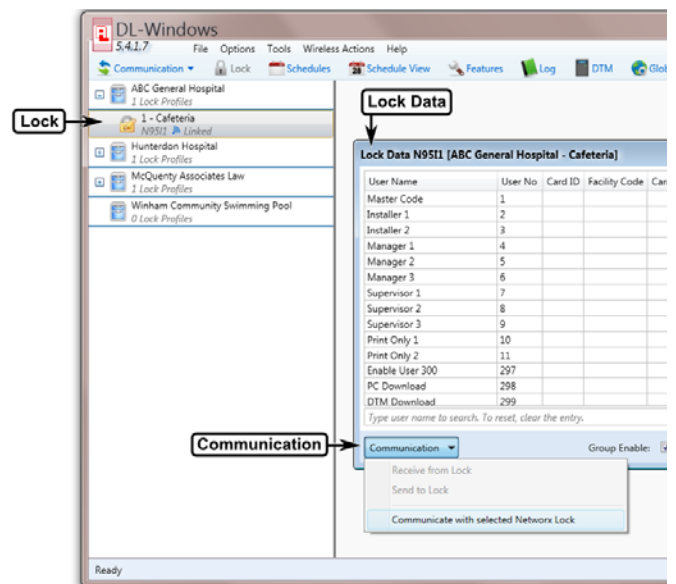 DL-Windows
5.4.1.7 File Options Tools Wireless Actions Help
Communication Lock Schedules Schedule View Features Log DTM Glob
ABC General Hospital
1 Lock Profiles
Lock
1 - Cafeteria
N95I1 Linked
Hunterdon Hospital
1 Lock Profiles
McQuenty Associates Law
1 Lock Profiles
Winham Community Swimming Pool
0 Lock Profiles
Lock Data
Lock Data N95I1 [ABC General Hospital - Cafeteria]
User Name User No Card ID Facility Code Car
Master Code 1
Installer 1 2
Installer 2 3
Manager 1 4
Manager 2 5
Manager 3 6
Supervisor 1 7
Supervisor 2 8
Supervisor 3 9
Print Only 1 10
Print Only 2 11
Enable User 300 297
PC Download 298
DTM Download 299
Type user name to search. To reset, clear the entry.
Communication
Communication Group Enable:
Receive from Lock
Send to Lock
Communicate with selected Networx Lock
Ready